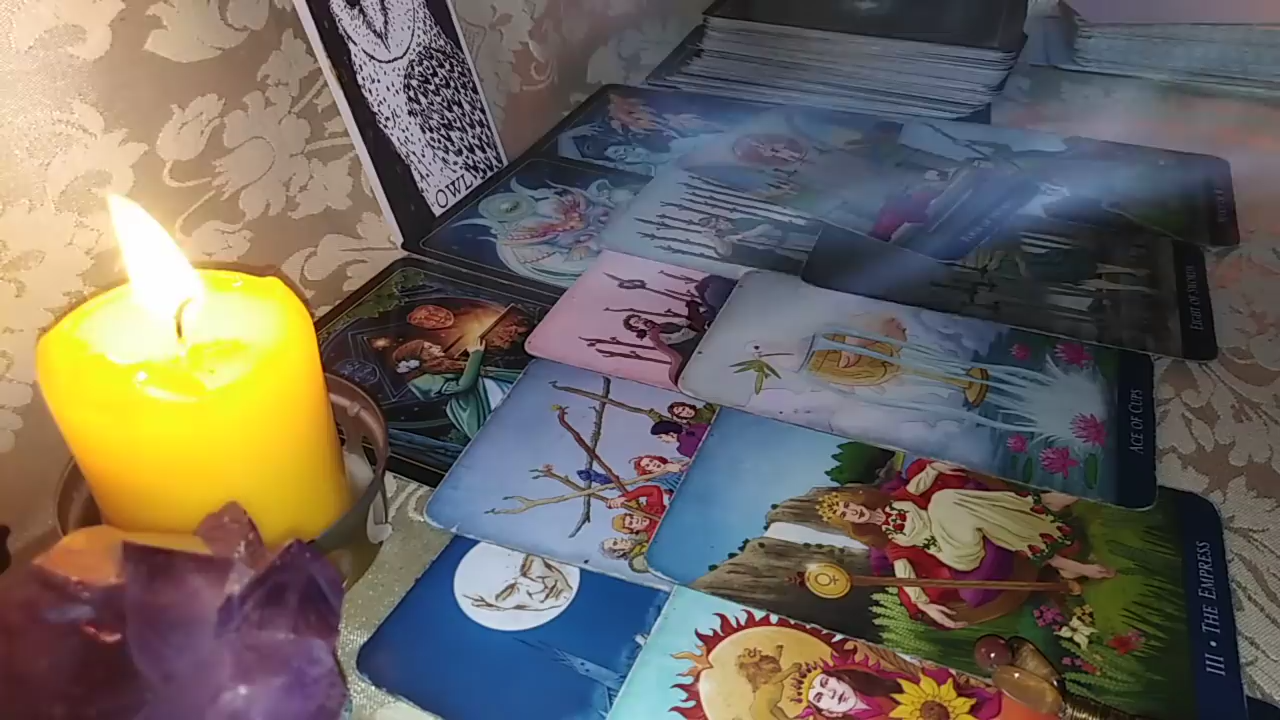 OWL
EIGHT OF SWORDS
ACE OF CUPS
III • THE EMPRESS